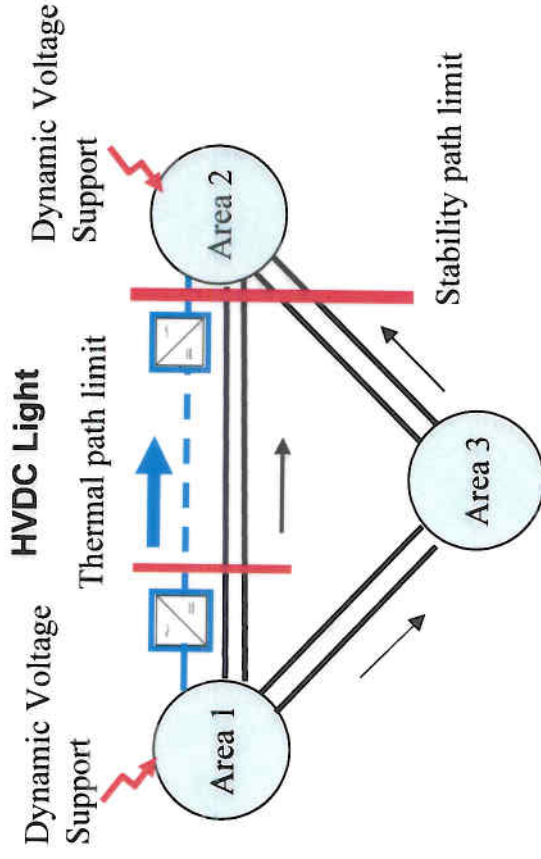 HVDC Light
Dynamic Voltage
Support
Thermal path limit
Dynamic Voltage
Support
Area 1
Area 2
Area 3
Stability path limit